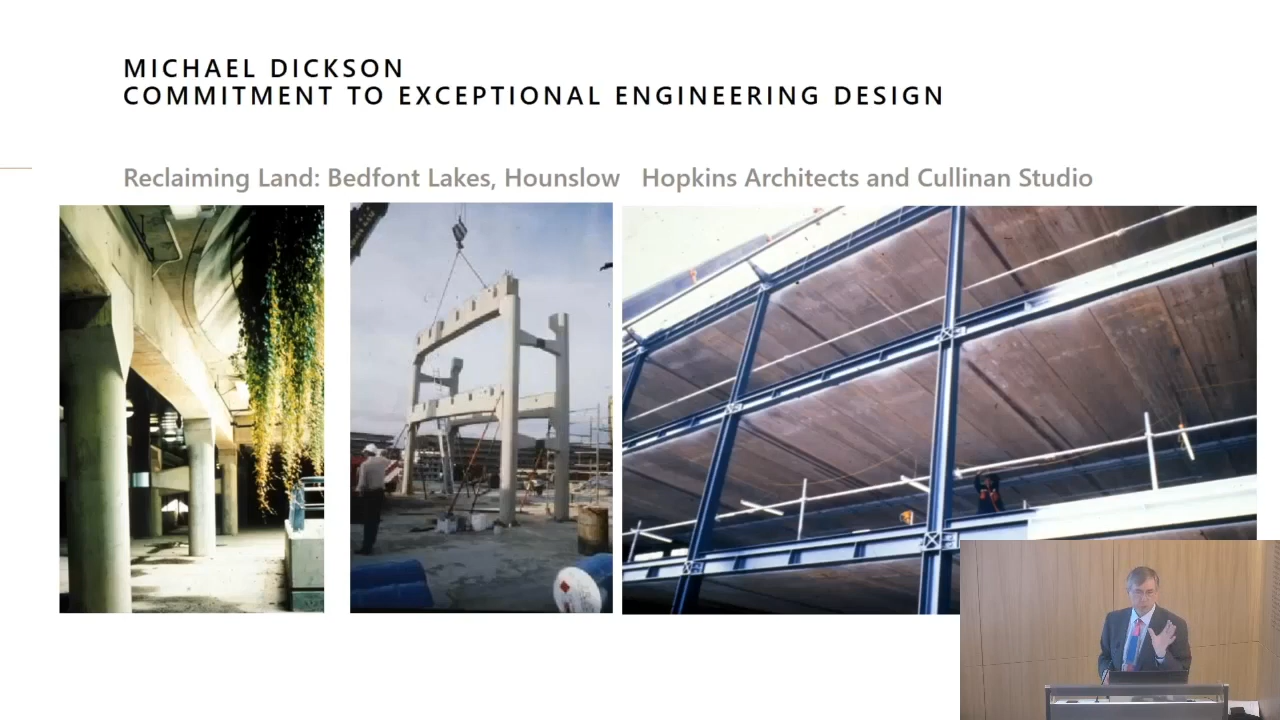 MICHAEL DICKSON
COMMITMENT TO EXCEPTIONAL ENGINEERING DESIGN
Reclaiming Land: Bedfont Lakes, Hounslow Hopkins Architects and Cullinan Studio